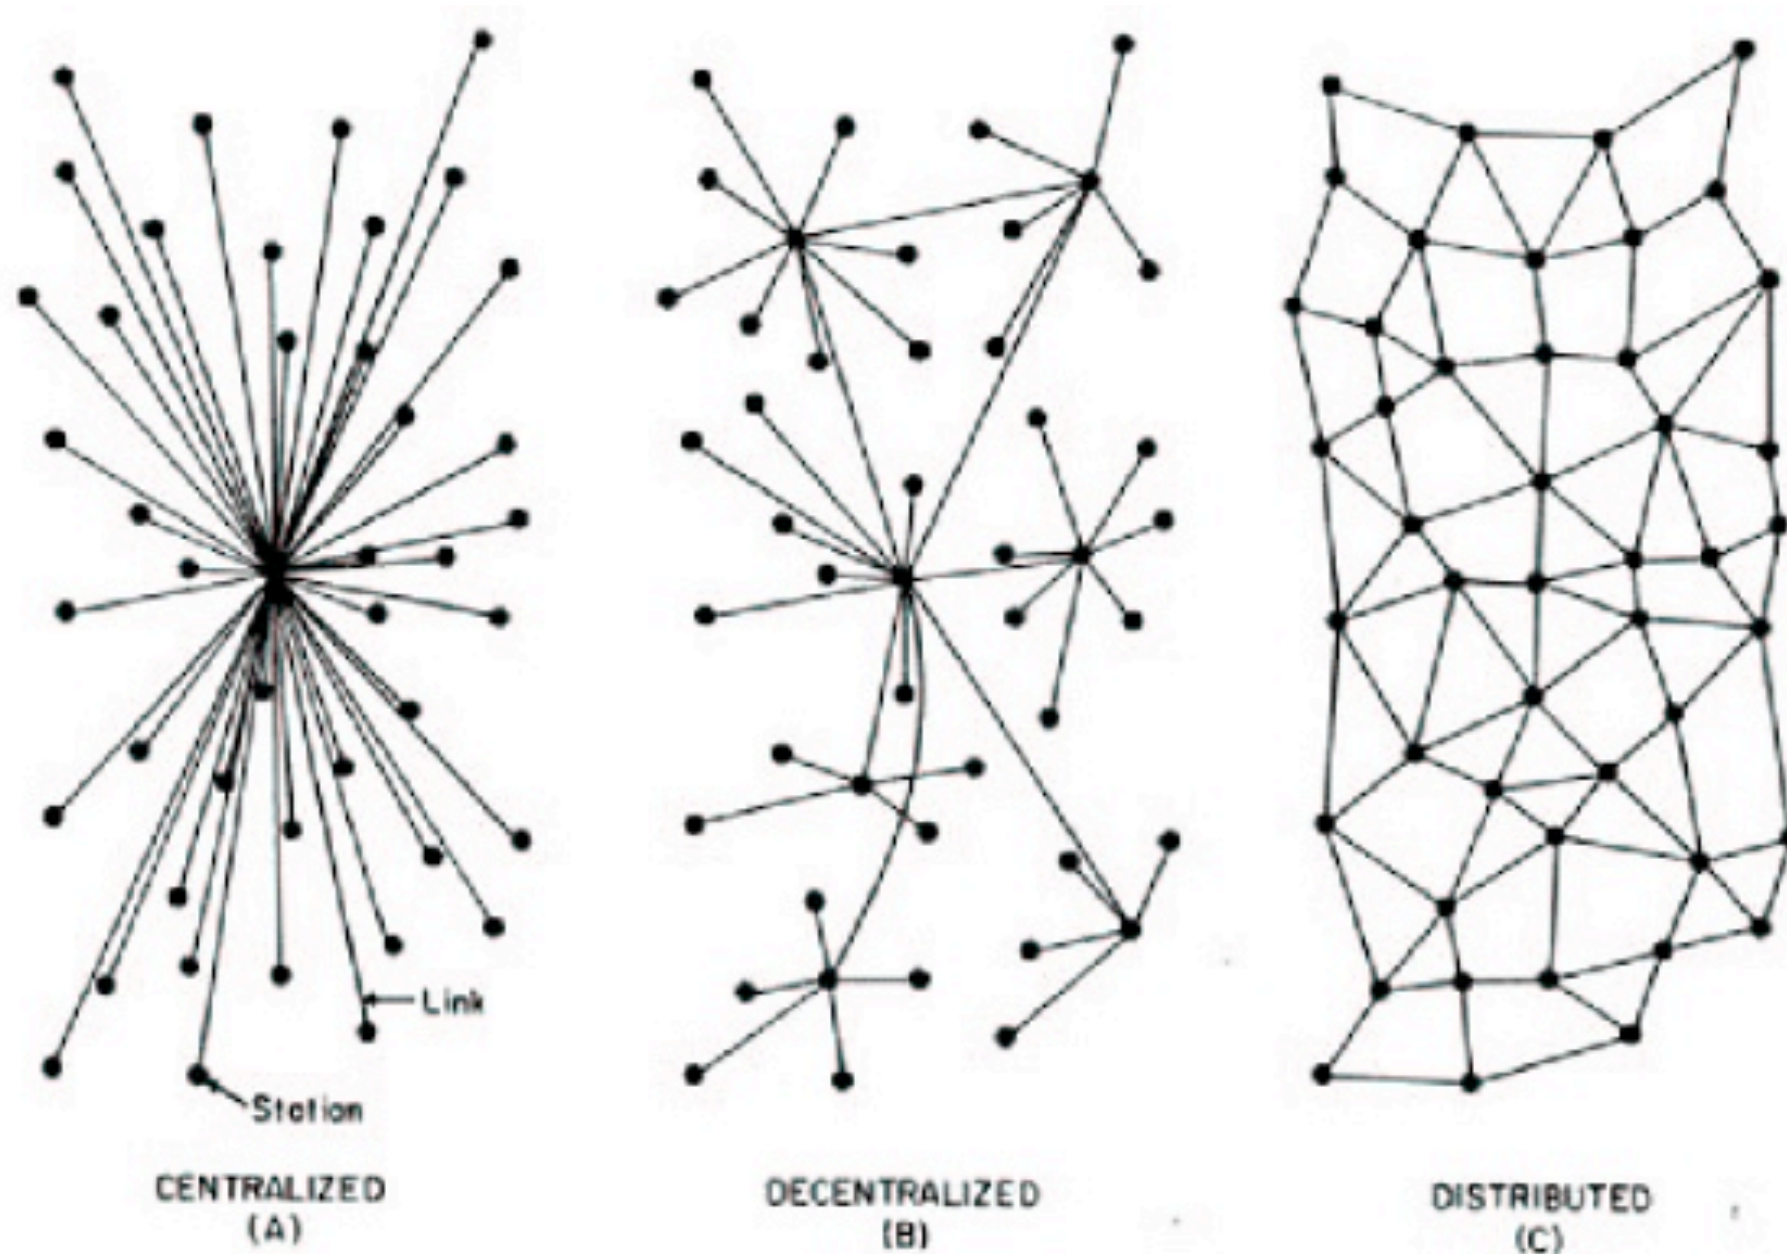 Link
Station
CENTRALIZED
(A)
DECENTRALIZED
(B)
DISTRIBUTED
(C)